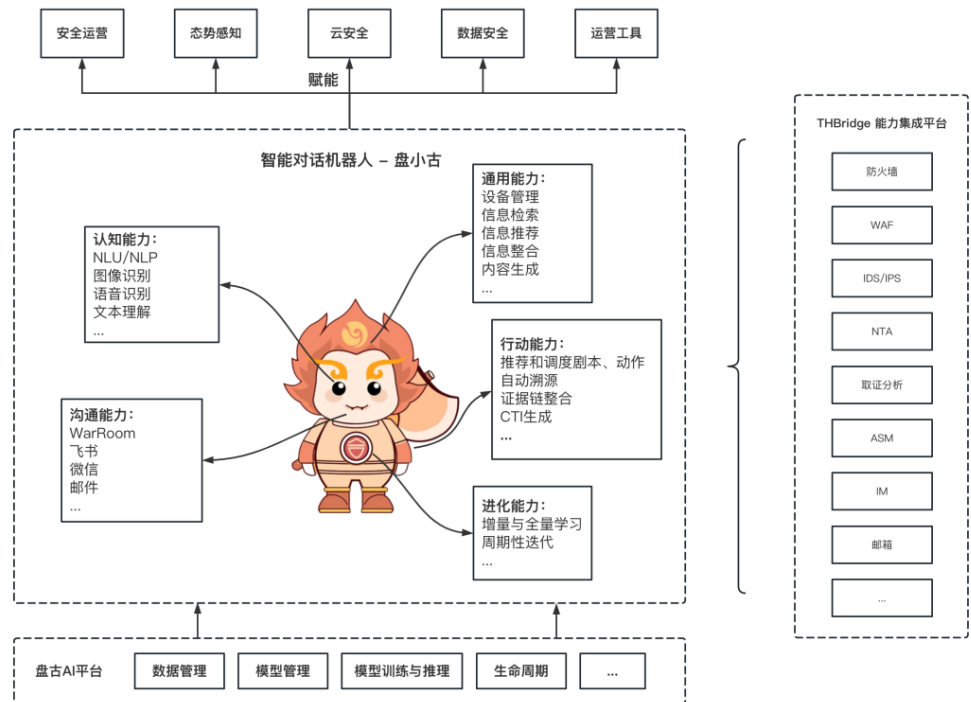 安全运营
态势感知
云安全
数据安全
运营工具
赋能
智能对话机器人 – 盘小古
通用能力：
设备管理
信息检索
信息推荐
信息整合
内容生成
...
认知能力：
NLU/NLP
图像识别
语音识别
文本理解
...
行动能力：
推荐和调度剧本、动作
自动溯源
证据链整合
CTI生成
...
沟通能力：
WarRoom
飞书
微信
邮件
...
进化能力：
增量与全量学习
周期性迭代
...
THBridge 能力集成平台
防火墙
WAF
IDS/IPS
NTA
取证分析
ASM
IM
邮箱
...
盘古AI平台
数据管理
模型管理
模型训练与推理
生命周期
...